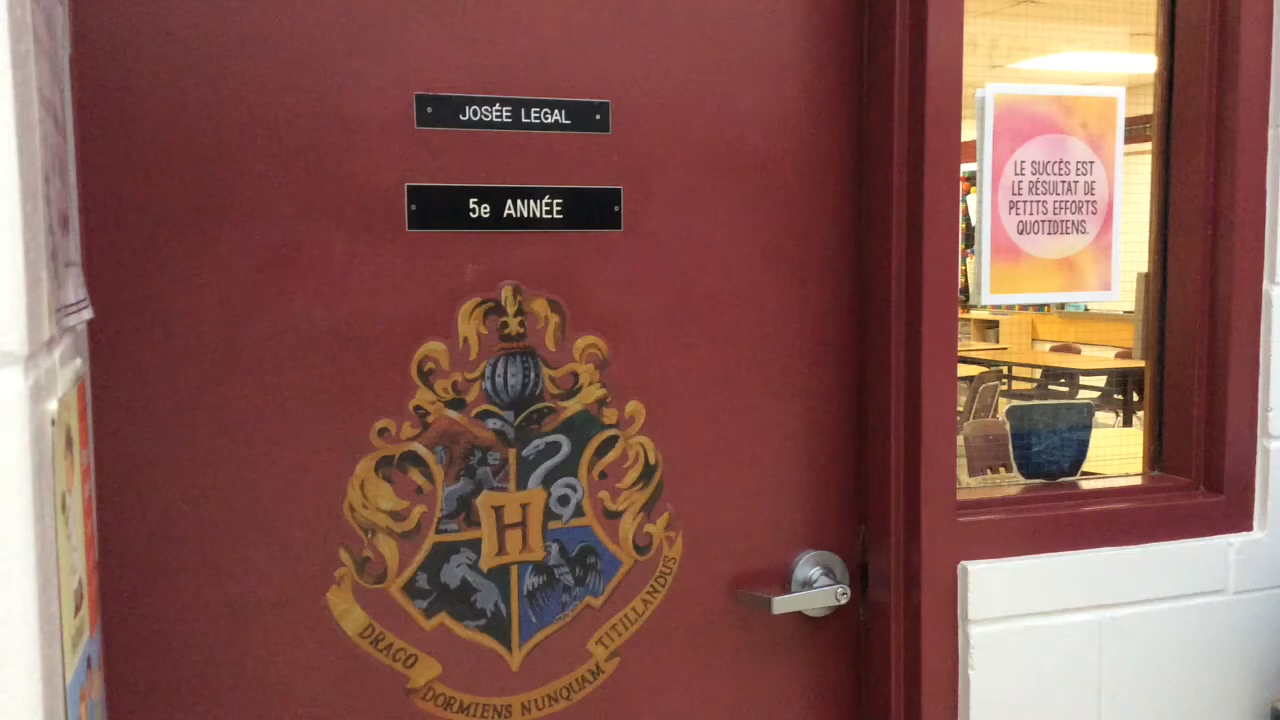 JOSÉE LEGAL
5e ANNÉE
H
DRACO
DORMIENS NUNQUAM
TITILLANDUS
LE SUCCÈS EST
LE RÉSULTAT DE
PETITS EFFORTS
QUOTIDIENS.